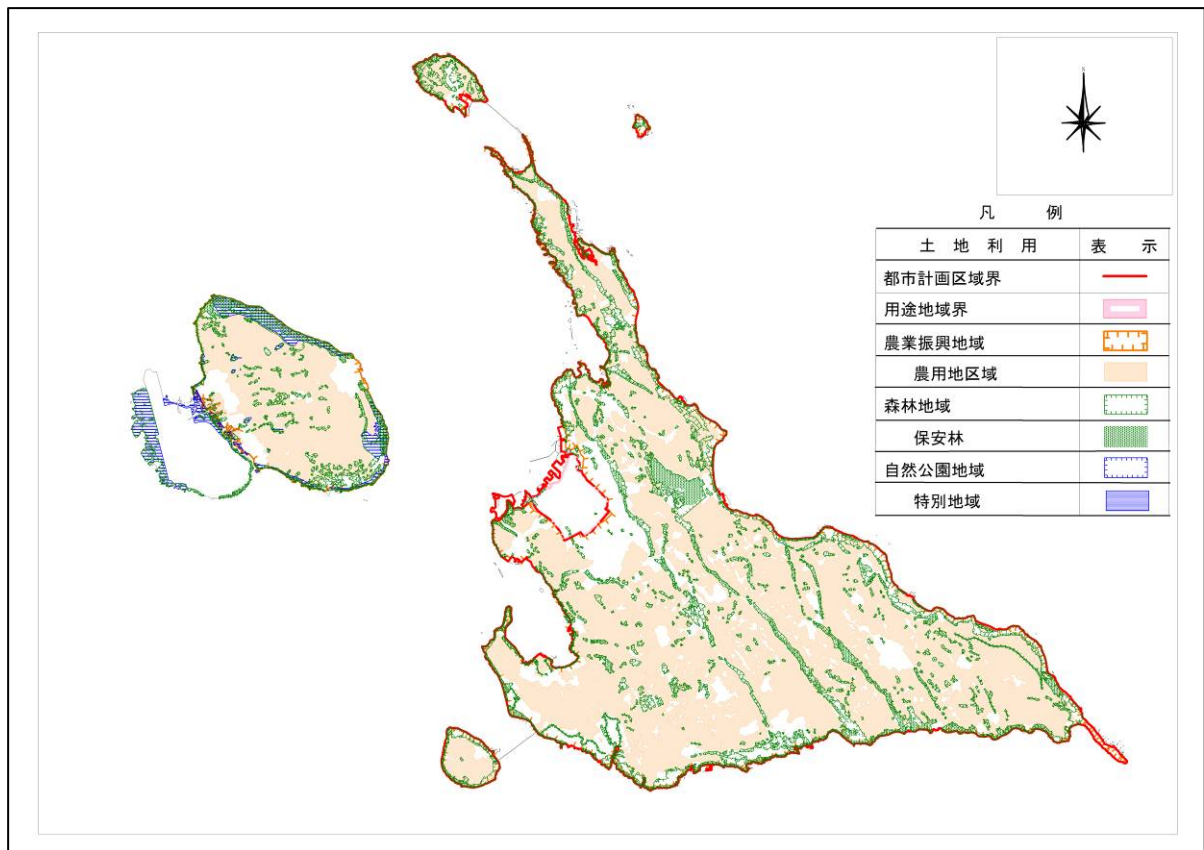 N
凡 例
土 地 利 用 表 示
都市計画区域界
用途地域界
農業振興地域
農用地区域
森林地域
保安林
自然公園地域
特別地域